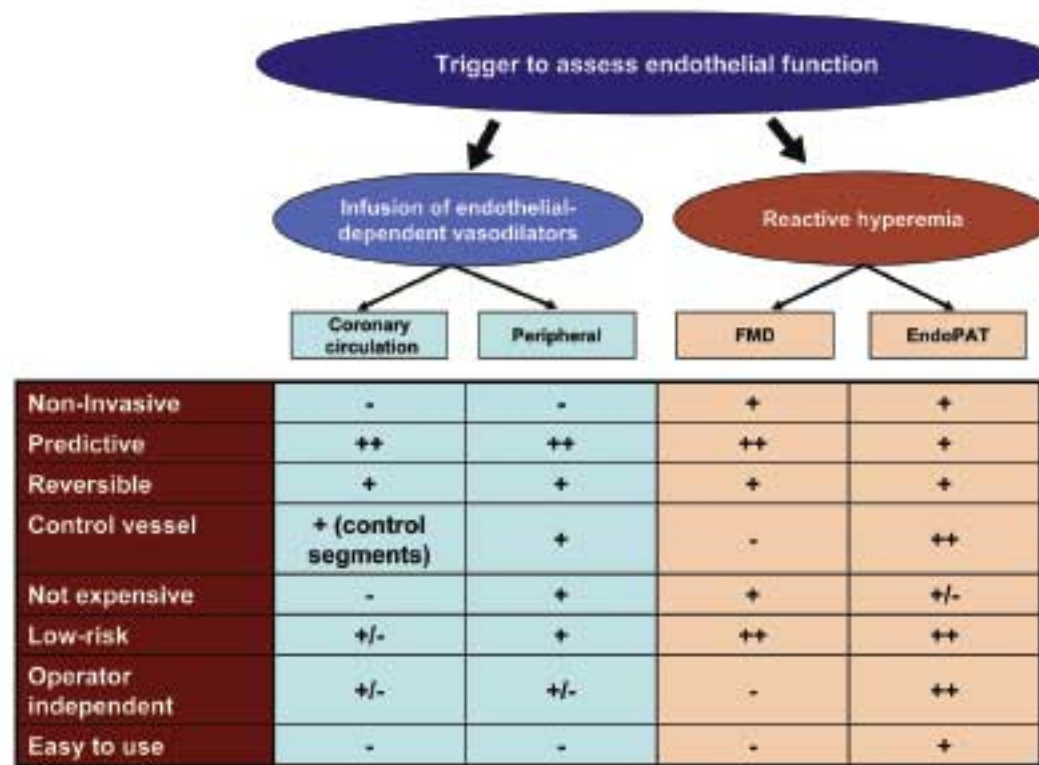 Trigger to assess endothelial function
Infusion of endothelial-
dependent vasodilators
Reactive hyperemia
Coronary
circulation
Peripheral
FMD
EndoPAT
Non-Invasive - - + +
Predictive ++ ++ ++ +
Reversible + + + +
Control vessel + (control
segments) + - ++
Not expensive - + + +/-
Low-risk +/- + ++ ++
Operator
independent +/- +/- - ++
Easy to use - - - +